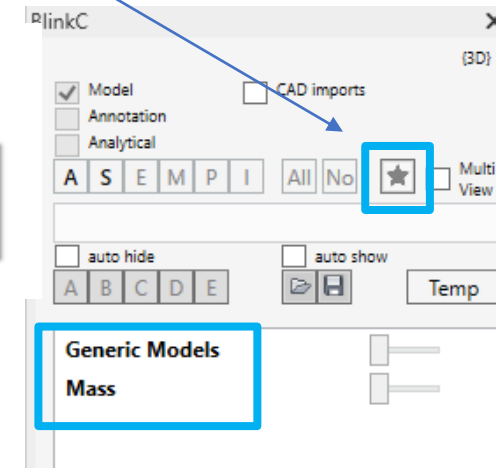 BlinkC X
{3D}
Model CAD imports
Annotation
Analytical
A S E M P I All No Multi
View
auto hide auto show
A B C D E Temp
Generic Models
Mass